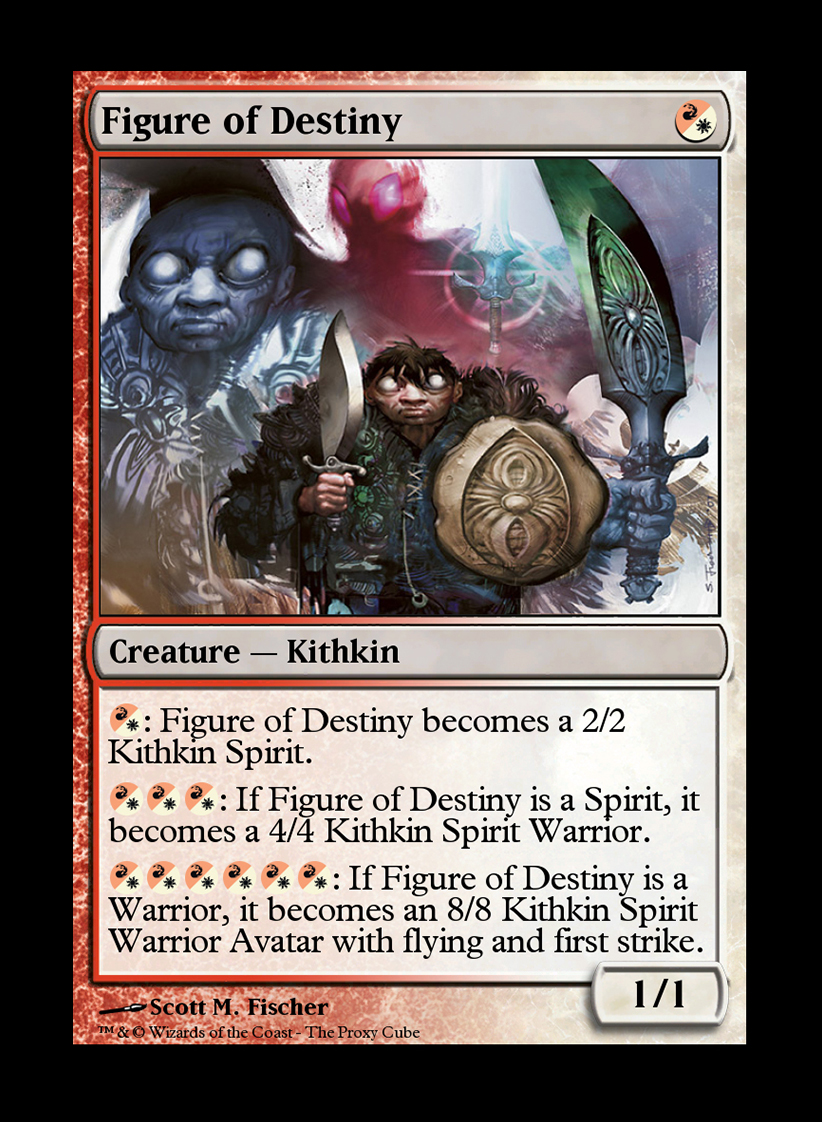 Figure of Destiny
Creature — Kithkin
: Figure of Destiny becomes a 2/2
Kithkin Spirit.
: If Figure of Destiny is a Spirit, it
becomes a 4/4 Kithkin Spirit Warrior.
: If Figure of Destiny is a
Warrior, it becomes an 8/8 Kithkin Spirit
Warrior Avatar with flying and first strike.
1/1
Scott M. Fischer
™ & © Wizards of the Coast - The Proxy Cube